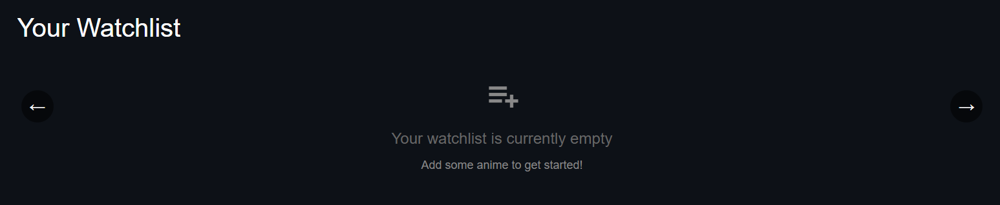 Your Watchlist
← →
Your watchlist is currently empty
Add some anime to get started!